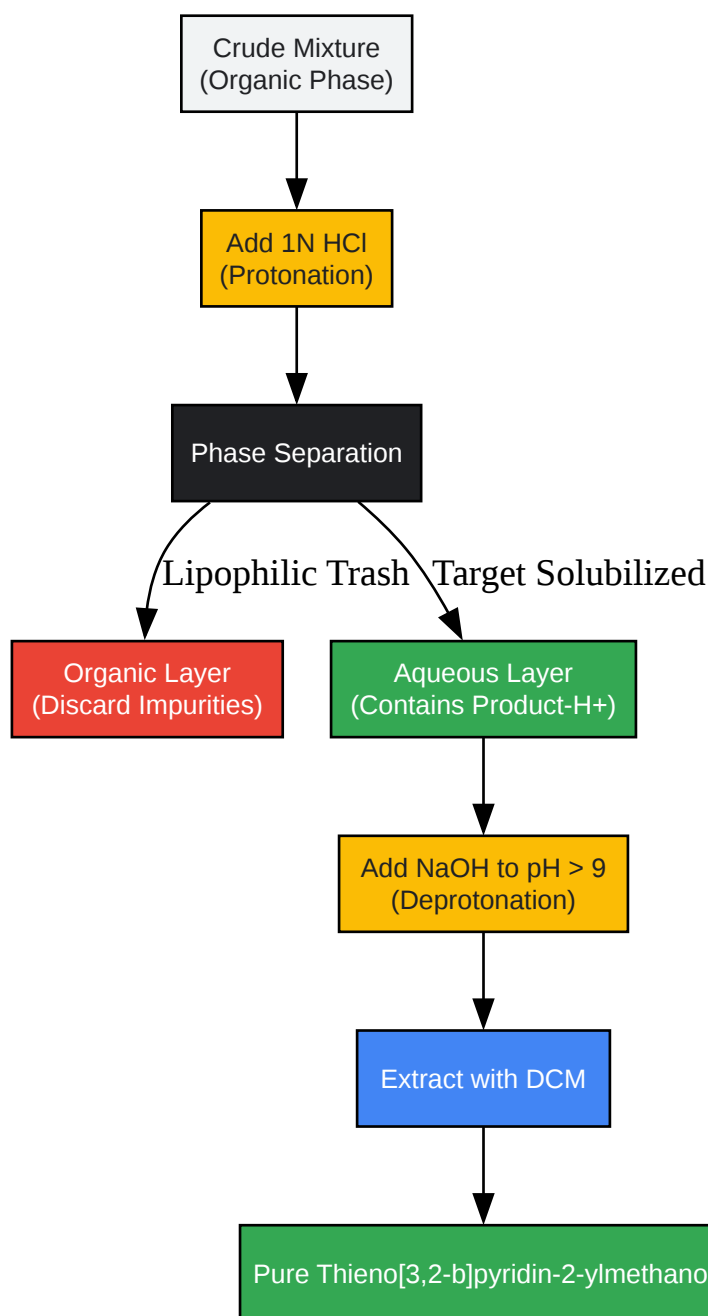 Crude Mixture
(Organic Phase)
Add 1N HCl
(Protonation)
Phase Separation
Lipophilic Trash
Target Solubilized
Organic Layer
(Discard Impurities)
Aqueous Layer
(Contains Product-H+)
Add NaOH to pH > 9
(Deprotonation)
Extract with DCM
Pure Thieno[3,2-b]pyridin-2-ylmethano